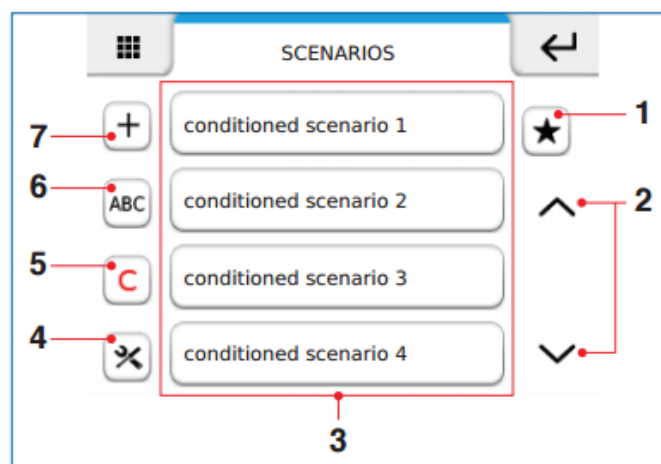 SCENARIOS
1
conditioned scenario 1
7
6
ABC
conditioned scenario 2
2
5
C
conditioned scenario 3
4
conditioned scenario 4
3